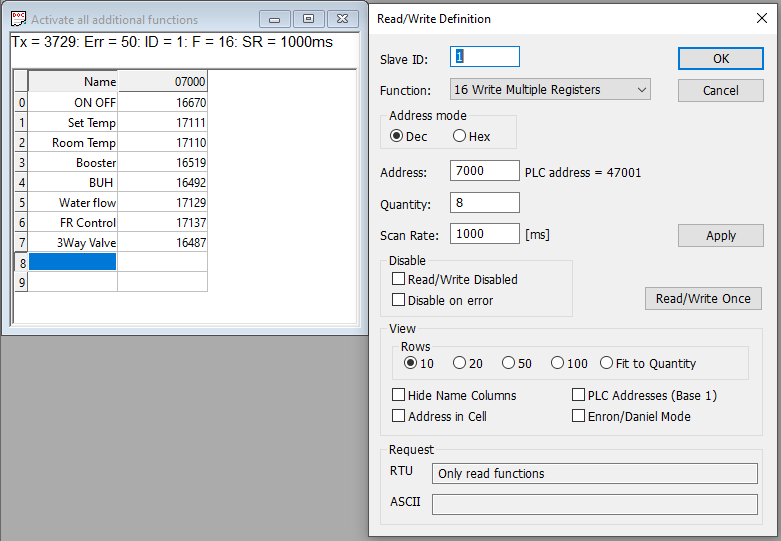 Activate all additional functions
Tx = 3729: Err = 50: ID = 1: F = 16: SR = 1000ms
Name 07000
0 ON OFF 16670
1 Set Temp 17111
2 Room Temp 17110
3 Booster 16519
4 BUH 16492
5 Water flow 17129
6 FR Control 17137
7 3Way Valve 16487
8
9
Read/Write Definition
Slave ID: 1 OK
Function: 16 Write Multiple Registers Cancel
Address mode
Dec Hex
Address: 7000 PLC address = 47001
Quantity: 8
Scan Rate: 1000 [ms] Apply
Disable
Read/Write Disabled
Disable on error Read/Write Once
View
Rows
10 20 50 100 Fit to Quantity
Hide Name Columns PLC Addresses (Base 1)
Address in Cell Enron/Daniel Mode
Request
RTU Only read functions
ASCII